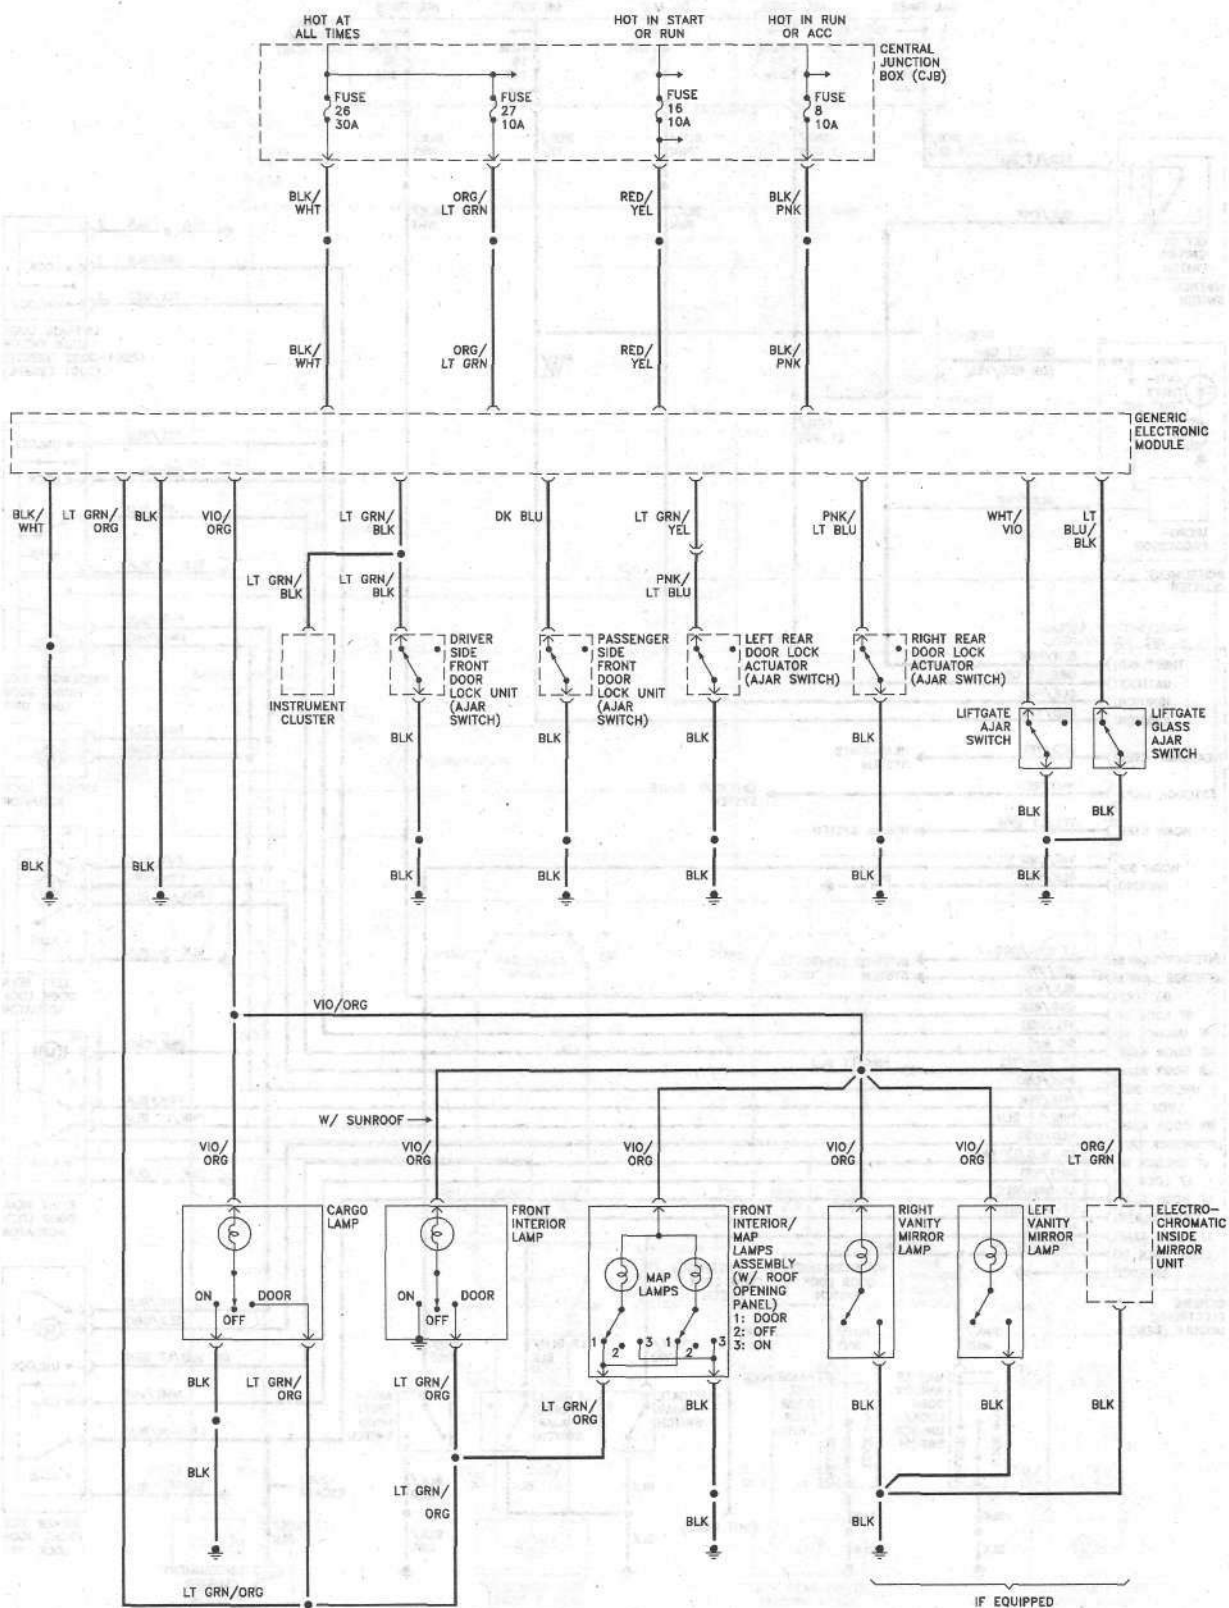 HOT AT
ALL TIMES
HOT IN START
OR RUN
HOT IN RUN
OR ACC
CENTRAL
JUNCTION
BOX (CJB)
FUSE
26
30A
FUSE
27
10A
FUSE
16
10A
FUSE
8
10A
BLK/
WHT
ORG/
LT GRN
RED/
YEL
BLK/
PNK
BLK/
WHT
ORG/
LT GRN
RED/
YEL
BLK/
PNK
GENERIC
ELECTRONIC
MODULE
BLK/
WHT
LT GRN/
ORG
BLK
VIO/
ORG
LT GRN/
BLK
DK BLU
LT GRN/
YEL
PNK/
LT BLU
WHT/
VIO
LT
BLU/
BLK
LT GRN/
BLK
LT GRN/
BLK
PNK/
LT BLU
INSTRUMENT
CLUSTER
DRIVER
SIDE
FRONT
DOOR
LOCK UNIT
(AJAR
SWITCH)
PASSENGER
SIDE
FRONT
DOOR
LOCK UNIT
(AJAR
SWITCH)
LEFT REAR
DOOR LOCK
ACTUATOR
(AJAR SWITCH)
RIGHT REAR
DOOR LOCK
ACTUATOR
(AJAR SWITCH)
LIFTGATE
AJAR
SWITCH
LIFTGATE
GLASS
AJAR
SWITCH
BLK
BLK
BLK
BLK
BLK
BLK
BLK
BLK
BLK
BLK
BLK
BLK
BLK
VIO/ORG
W/ SUNROOF
VIO/
ORG
VIO/
ORG
VIO/
ORG
VIO/
ORG
VIO/
ORG
ORG/
LT GRN
CARGO
LAMP
ON
OFF
DOOR
FRONT
INTERIOR
LAMP
ON
OFF
DOOR
MAP
LAMPS
1
2
3
1
2
3
FRONT
INTERIOR/
MAP
LAMPS
ASSEMBLY
(W/ ROOF
OPENING
PANEL)
1: DOOR
2: OFF
3: ON
RIGHT
VANITY
MIRROR
LAMP
LEFT
VANITY
MIRROR
LAMP
ELECTRO-
CHROMATIC
INSIDE
MIRROR
UNIT
BLK
LT GRN/
ORG
LT GRN/
ORG
LT GRN/
ORG
BLK
BLK
BLK
BLK
BLK
LT GRN/
ORG
BLK
BLK
LT GRN/ORG
IF EQUIPPED